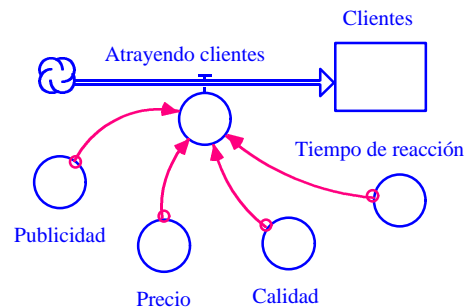 Clientes
Atrayendo clientes
Tiempo de reacción
Publicidad
Precio
Calidad